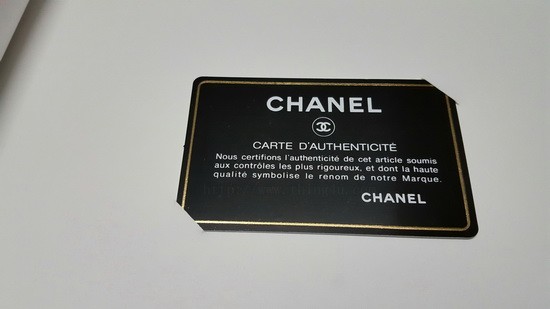 CHANEL
CARTE D'AUTHENTICITÉ
Nous certifions l'authenticité de cet article soumis
aux contrôles les plus rigoureux, et dont la haute
qualité symbolise le renom de notre Marque.
CHANEL